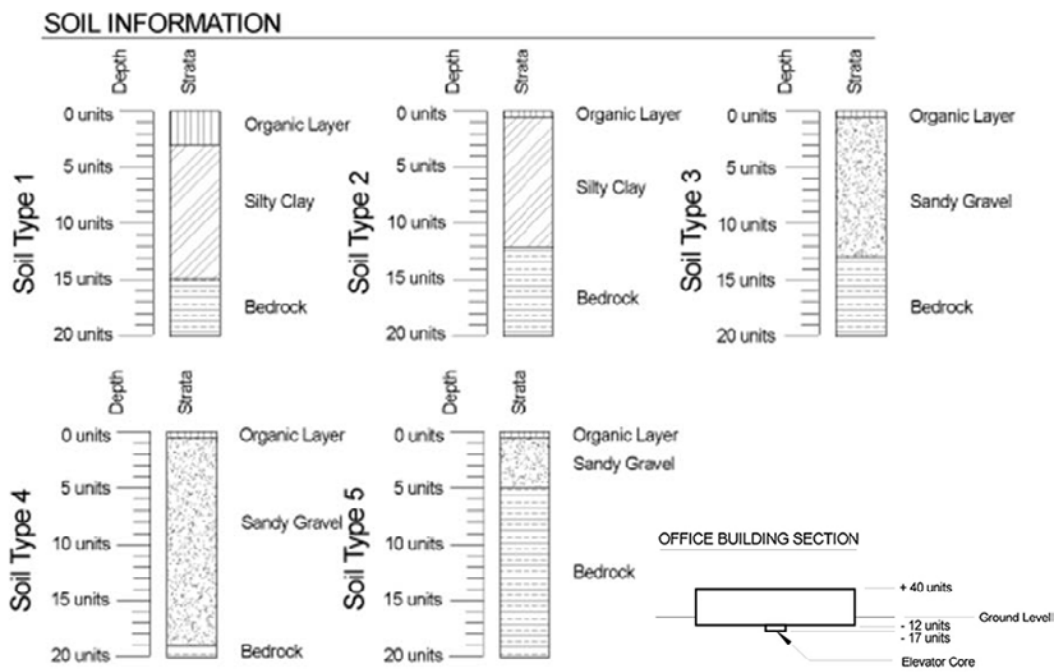 SOIL INFORMATION
Soil Type 1
Depth
Strata
0 units
5 units
10 units
15 units
20 units
Organic Layer
Silty Clay
Bedrock
Soil Type 2
Depth
Strata
0 units
5 units
10 units
15 units
20 units
Organic Layer
Silty Clay
Bedrock
Soil Type 3
Depth
Strata
0 units
5 units
10 units
15 units
20 units
Organic Layer
Sandy Gravel
Bedrock
Soil Type 4
Depth
Strata
0 units
5 units
10 units
15 units
20 units
Organic Layer
Sandy Gravel
Bedrock
Soil Type 5
Depth
Strata
0 units
5 units
10 units
15 units
20 units
Organic Layer
Sandy Gravel
Bedrock
OFFICE BUILDING SECTION
+ 40 units
Ground Levell
- 12 units
- 17 units
Elevator Core